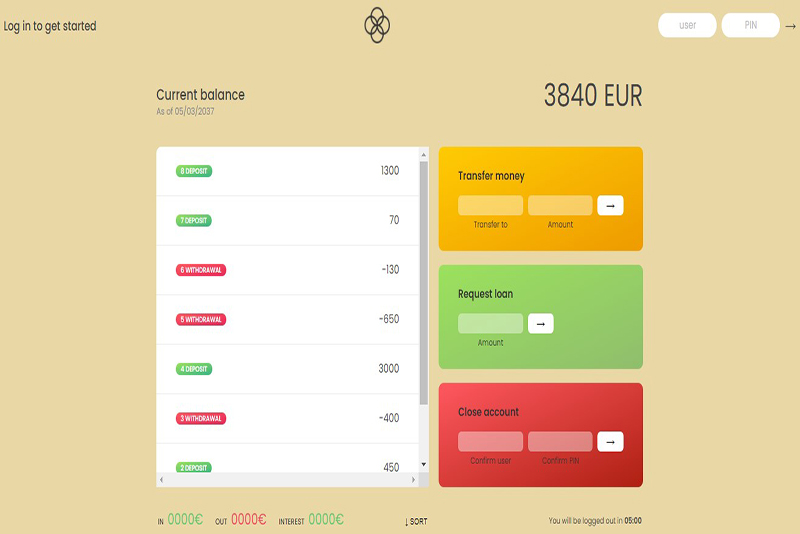 Log in to get started
user
PIN
→
Current balance
As of 05/03/2037
3840 EUR
8 DEPOSIT 1300
7 DEPOSIT 70
6 WITHDRAWAL -130
5 WITHDRAWAL -650
4 DEPOSIT 3000
3 WITHDRAWAL -400
2 DEPOSIT 450
Transfer money
→
Transfer to Amount
Request loan
→
Amount
Close account
→
Confirm user Confirm PIN
IN 0000€ OUT 0000€ INTEREST 0000€
↓ SORT
You will be logged out in 05:00